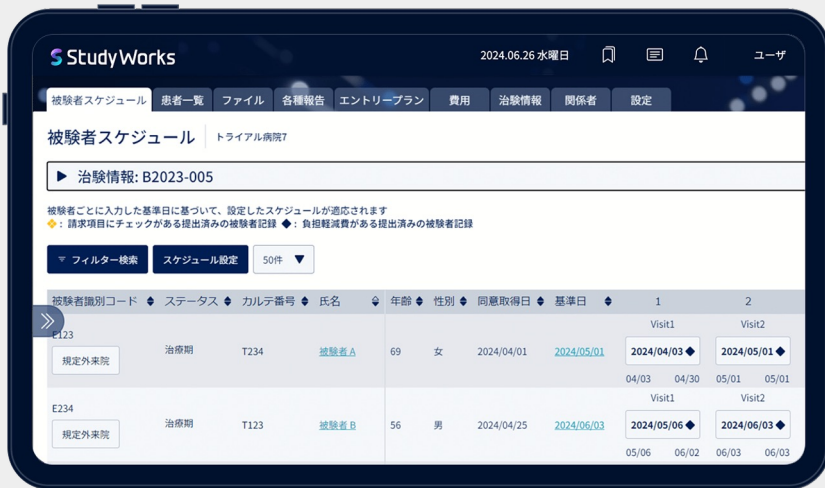 StudyWorks
2024.06.26 水曜日
ユーザ
被験者スケジュール 患者一覧 ファイル 各種報告 エントリープラン 費用 治験情報 関係者 設定
被験者スケジュール トライアル病院7
▶ 治験情報: B2023-005
被験者ごとに入力した基準日に基づいて、設定したスケジュールが適応されます
❖: 請求項目にチェックがある提出済みの被験者記録 ◆: 負担軽減費がある提出済みの被験者記録
フィルター検索 スケジュール設定 50件 ▼
被験者識別コード ステータス カルテ番号 氏名 年齢 性別 同意取得日 基準日 1 2
Visit1 Visit2
E123
規定外来院 治療期 T234 被験者 A 69 女 2024/04/01 2024/05/01 2024/04/03◆ 2024/05/01◆
04/03 04/30 05/01 05/01
Visit1 Visit2
E234
規定外来院 治療期 T123 被験者 B 56 男 2024/04/25 2024/06/03 2024/05/06◆ 2024/06/03◆
05/06 06/02 06/03 06/03